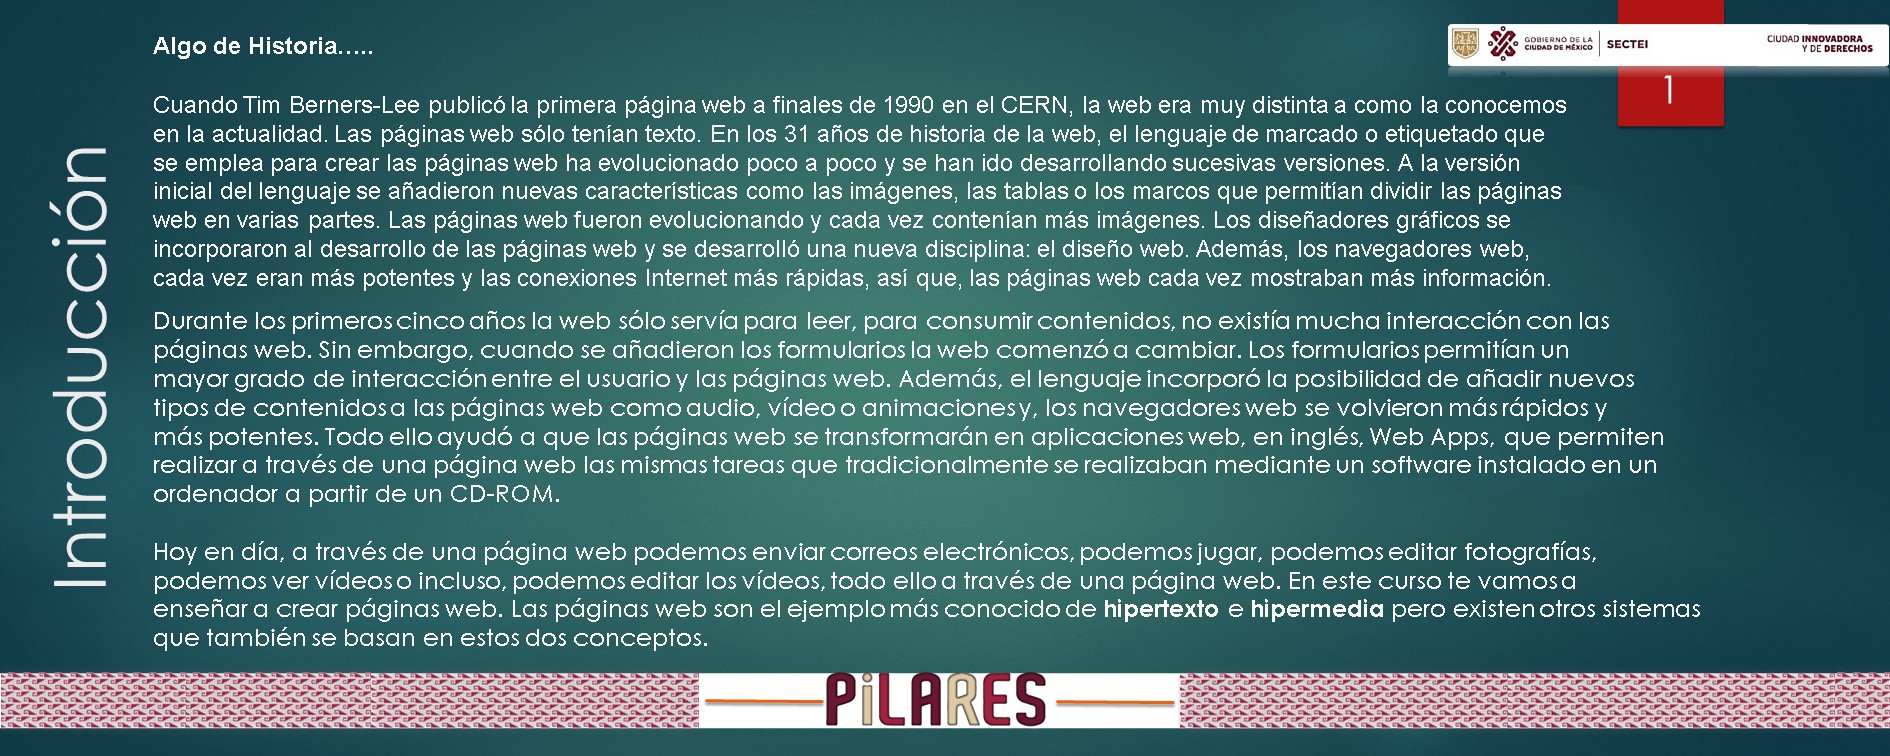 Algo de Historia…..
GOBIERNO DE LA
CIUDAD DE MÉXICO
SECTEI
CIUDAD INNOVADORA
Y DE DERECHOS
1
Introducción
Cuando Tim Berners-Lee publicó la primera página web a finales de 1990 en el CERN, la web era muy distinta a como la conocemos
en la actualidad. Las páginas web sólo tenían texto. En los 31 años de historia de la web, el lenguaje de marcado o etiquetado que
se emplea para crear las páginas web ha evolucionado poco a poco y se han ido desarrollando sucesivas versiones. A la versión
inicial del lenguaje se añadieron nuevas características como las imágenes, las tablas o los marcos que permitían dividir las páginas
web en varias partes. Las páginas web fueron evolucionando y cada vez contenían más imágenes. Los diseñadores gráficos se
incorporaron al desarrollo de las páginas web y se desarrolló una nueva disciplina: el diseño web. Además, los navegadores web,
cada vez eran más potentes y las conexiones Internet más rápidas, así que, las páginas web cada vez mostraban más información.
Durante los primeros cinco años la web sólo servía para leer, para consumir contenidos, no existía mucha interacción con las
páginas web. Sin embargo, cuando se añadieron los formularios la web comenzó a cambiar. Los formularios permitían un
mayor grado de interacción entre el usuario y las páginas web. Además, el lenguaje incorporó la posibilidad de añadir nuevos
tipos de contenidos a las páginas web como audio, vídeo o animaciones y, los navegadores web se volvieron más rápidos y
más potentes. Todo ello ayudó a que las páginas web se transformarán en aplicaciones web, en inglés, Web Apps, que permiten
realizar a través de una página web las mismas tareas que tradicionalmente se realizaban mediante un software instalado en un
ordenador a partir de un CD-ROM.
Hoy en día, a través de una página web podemos enviar correos electrónicos, podemos jugar, podemos editar fotografías,
podemos ver vídeos o incluso, podemos editar los vídeos, todo ello a través de una página web. En este curso te vamos a
enseñar a crear páginas web. Las páginas web son el ejemplo más conocido de hipertexto e hipermedia pero existen otros sistemas
que también se basan en estos dos conceptos.
PiLARES